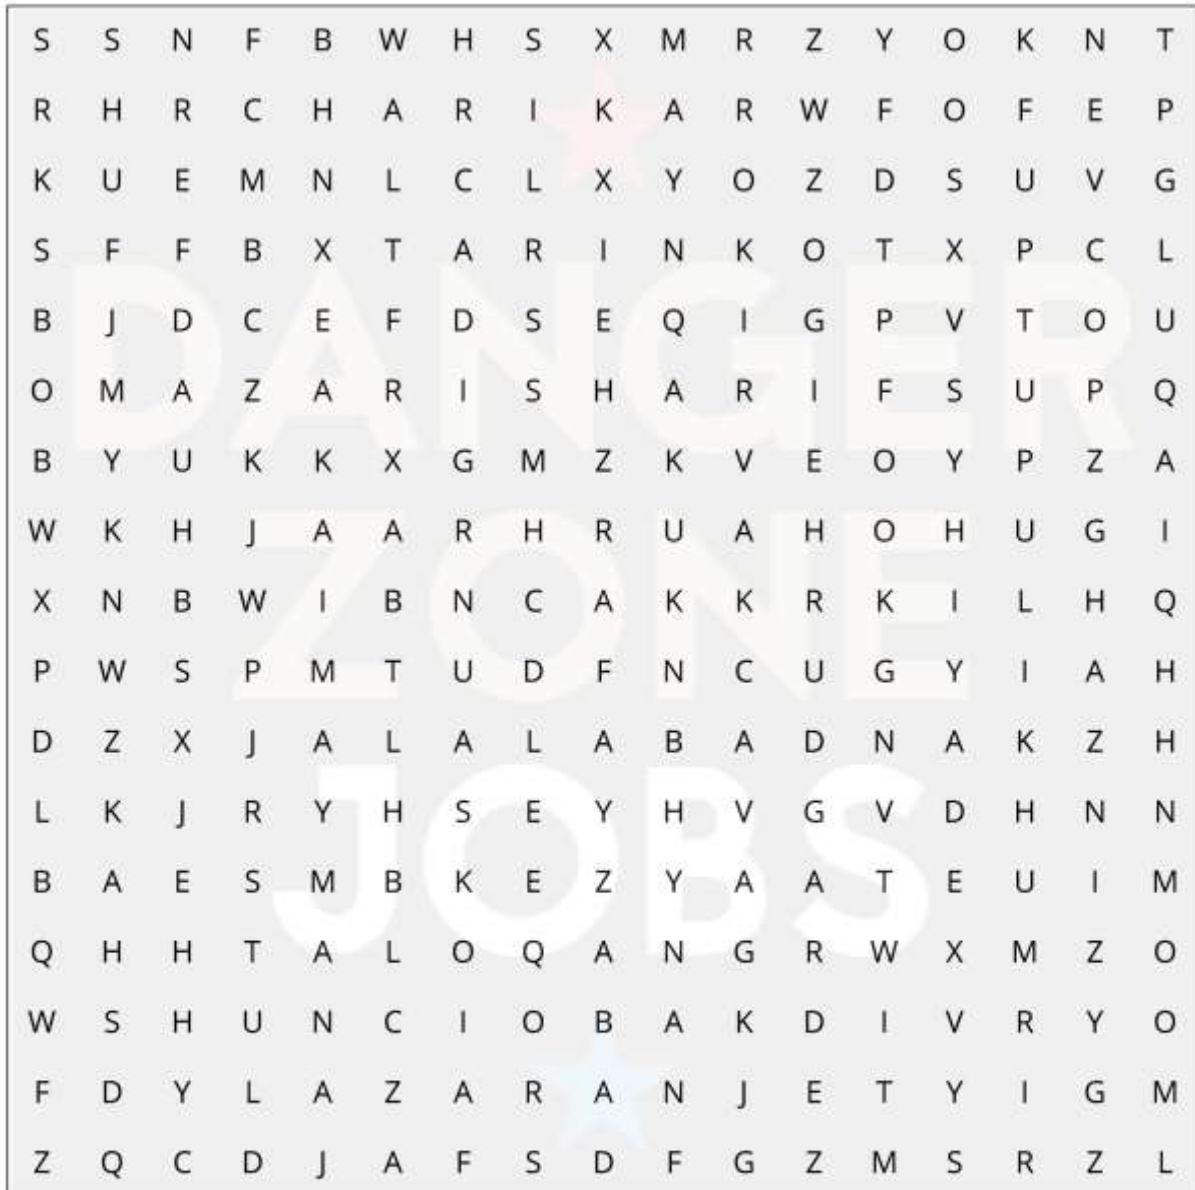 S S N F B W H S X M R Z Y O K N T
R H R C H A R I K A R W F O F E P
K U E M N L C L X Y O Z D S U V G
S F F B X T A R I N K O T X P C L
B J D C E F D S E Q I G P V T O U
O M A Z A R I S H A R I F S U P Q
B Y U K K X G M Z K V E O Y P Z A
W K H J A A R H R U A H O H U G I
X N B W I B N C A K K R K I L H Q
P W S P M T U D F N C U G Y I A H
D Z X J A L A L A B A D N A K Z H
L K J R Y H S E Y H V G V D H N N
B A E S M B K E Z Y A A T E U I M
Q H H T A L O Q A N G R W X M Z O
W S H U N C I O B A K D I V R Y O
F D Y L A Z A R A N J E T Y I G M
Z Q C D J A F S D F G Z M S R Z L
DANGER
ZONE
JOBS